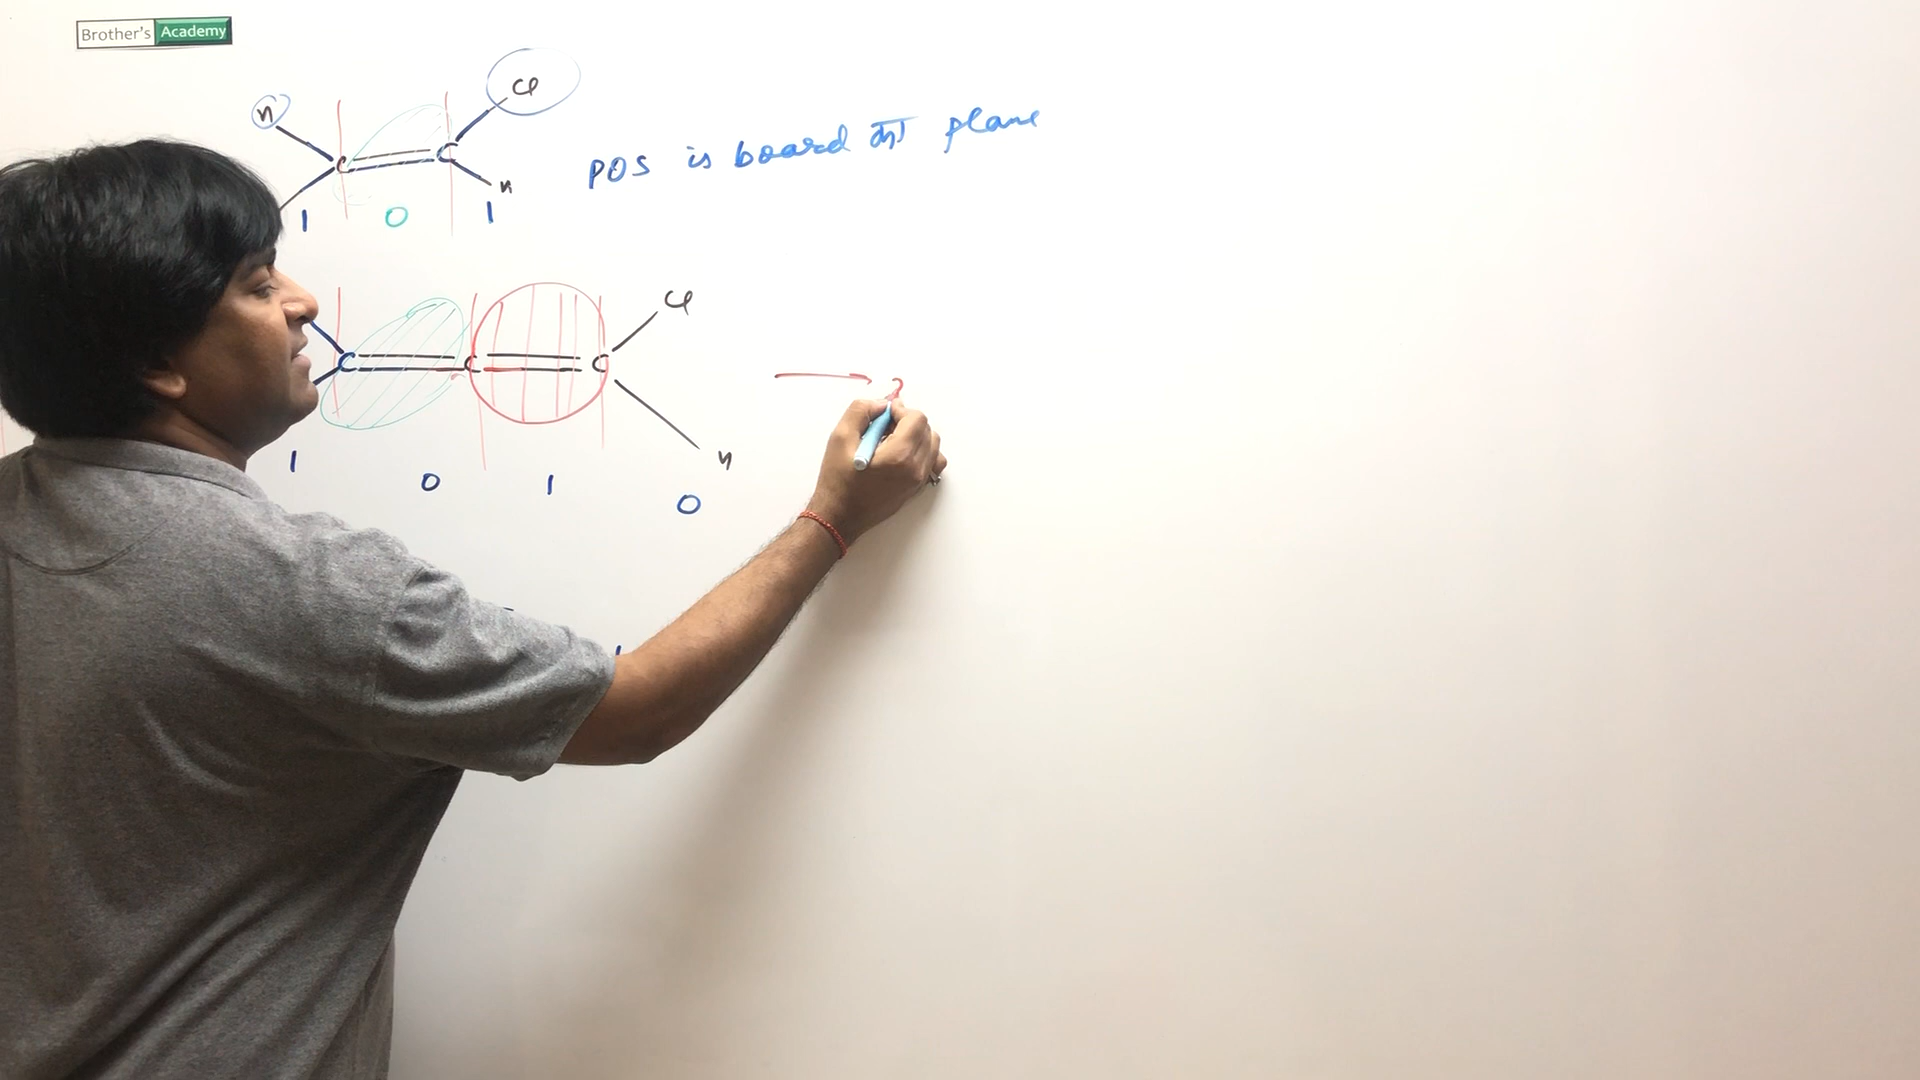 Brother's Academy
H Cl
C C
H
1 0 1
POS is board का plane
Cl
C C C
H
1 0 1 0
?